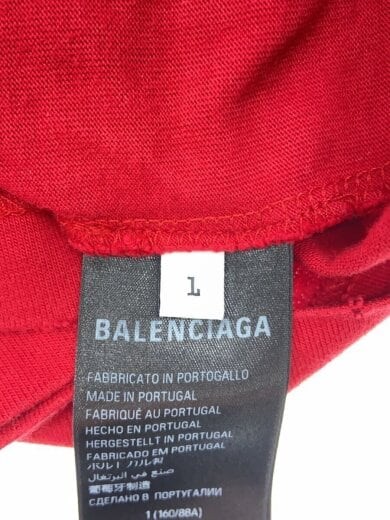 L
BALENCIAGA
FABBRICATO IN PORTOGALLO
MADE IN PORTUGAL
FABRIQUÉ AU PORTUGAL
HECHO EN PORTUGAL
HERGESTELLT IN PORTUGAL
FABRICADO EM PORTUGAL
ポルトガル製
صنع في البرتغال
葡萄牙制造
СДЕЛАНО В ПОРТУГАЛИИ
1 (160/88A)